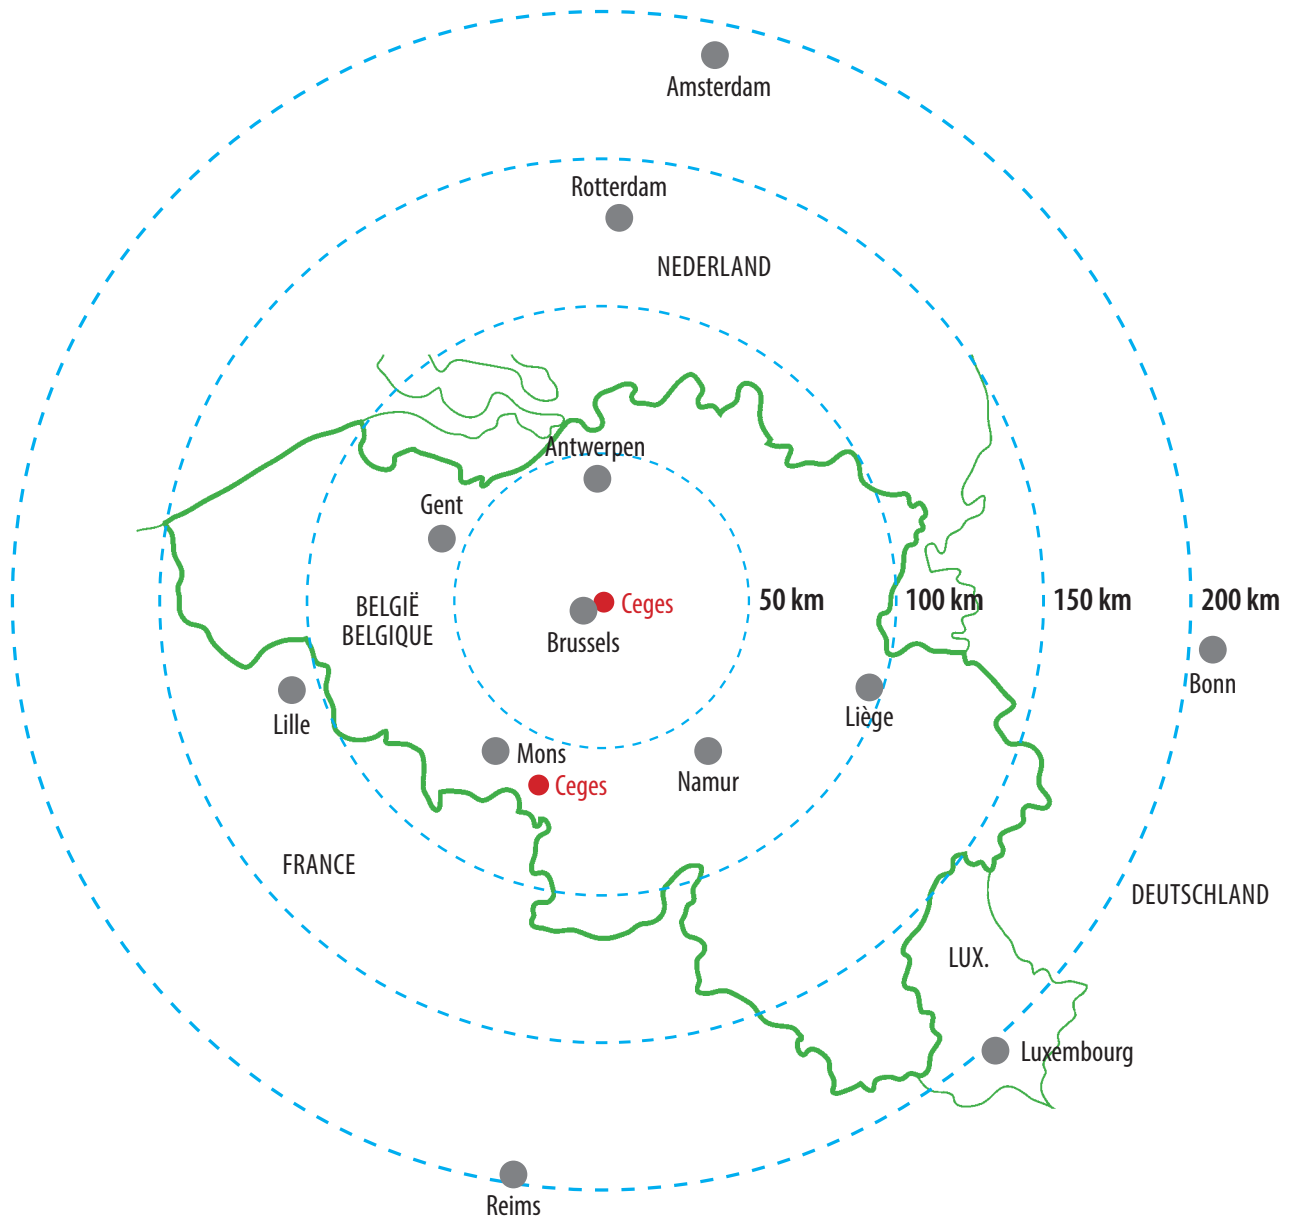 Amsterdam
Rotterdam
NEDERLAND
Antwerpen
Gent
BELGIË
BELGIQUE
Ceges
Brussels
50 km
100 km
150 km
200 km
Bonn
Lille
Liège
Mons
Namur
Ceges
FRANCE
DEUTSCHLAND
LUX.
Luxembourg
Reims